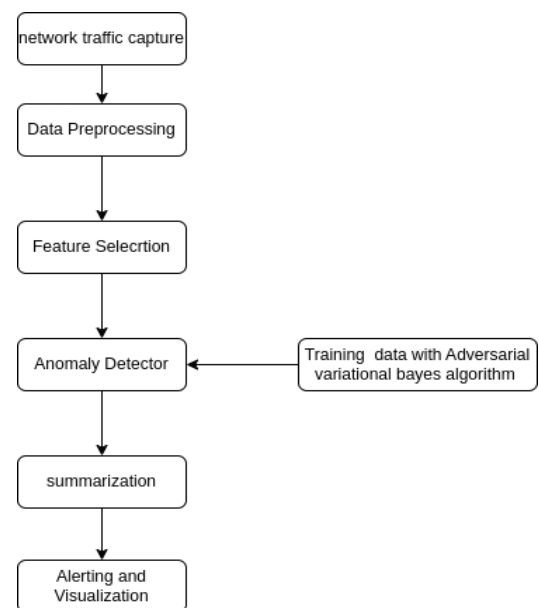 network traffic capture
Data Preprocessing
Feature Selecrtion
Anomaly Detector
Training  data with Adversarial
variational bayes algorithm
summarization
Alerting and
Visualization